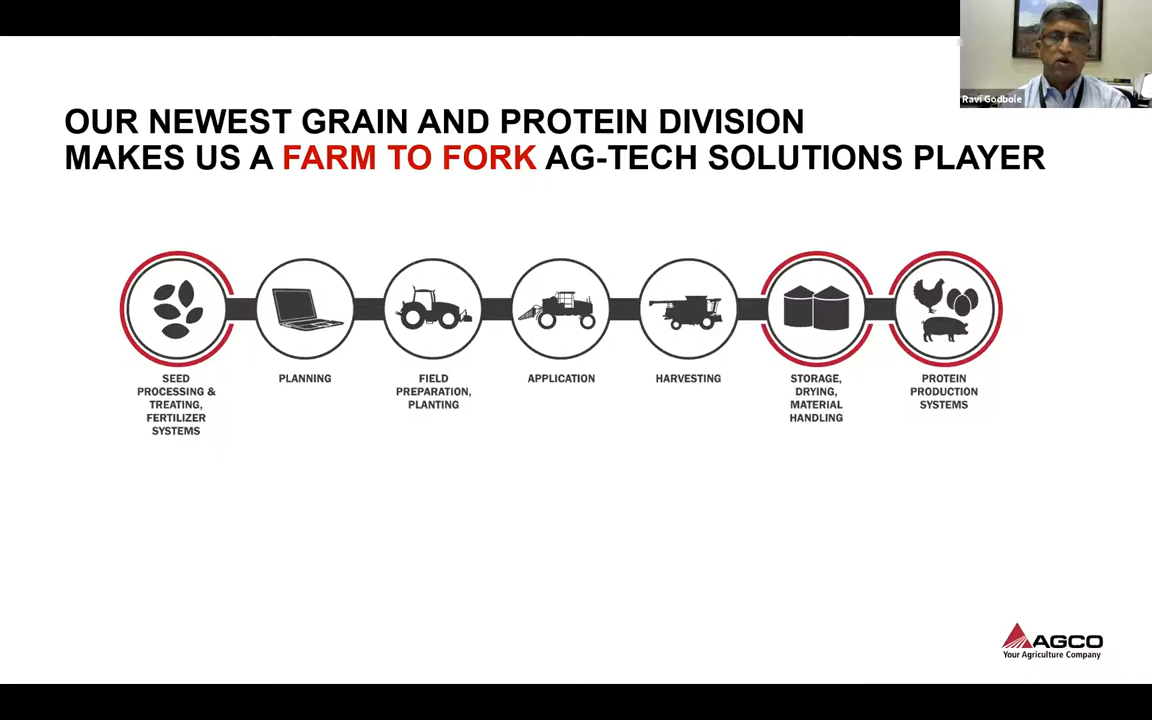 Ravi Godbole
OUR NEWEST GRAIN AND PROTEIN DIVISION
MAKES US A FARM TO FORK AG-TECH SOLUTIONS PLAYER
SEED
PROCESSING &
TREATING,
FERTILIZER
SYSTEMS
PLANNING
FIELD
PREPARATION,
PLANTING
APPLICATION
HARVESTING
STORAGE,
DRYING,
MATERIAL
HANDLING
PROTEIN
PRODUCTION
SYSTEMS
AGCO
Your Agriculture Company